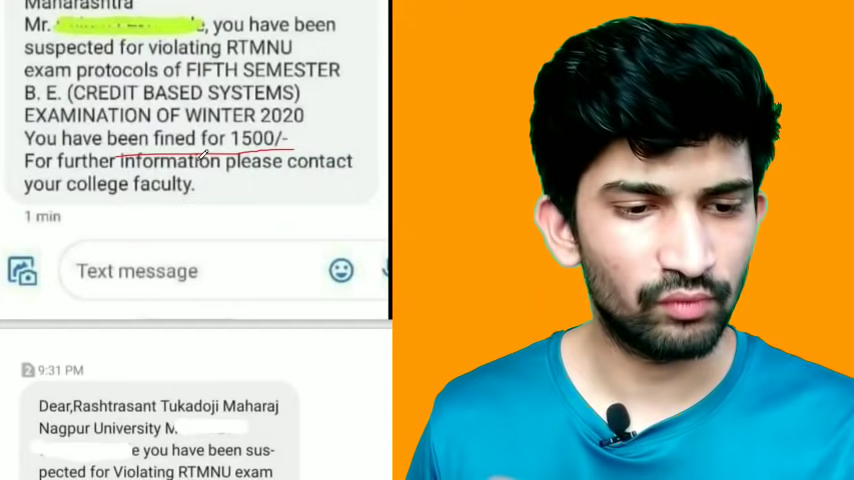 Maharashtra
Mr. , you have been
suspected for violating RTMNU
exam protocols of FIFTH SEMESTER
B. E. (CREDIT BASED SYSTEMS)
EXAMINATION OF WINTER 2020
You have been fined for 1500/-
For further information please contact
your college faculty.
1 min
Text message
2 9:31 PM
Dear,Rashtrasant Tukadoji Maharaj
Nagpur University M.
e you have been sus-
pected for Violating RTMNU exam